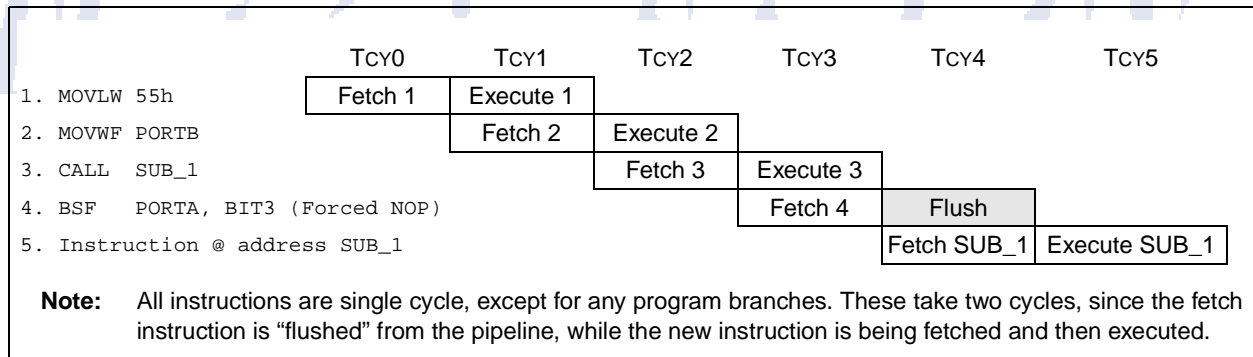 TCY0 TCY1 TCY2 TCY3 TCY4 TCY5
1. MOVLW 55h Fetch 1 Execute 1
2. MOVWF PORTB Fetch 2 Execute 2
3. CALL SUB_1 Fetch 3 Execute 3
4. BSF PORTA, BIT3 (Forced NOP) Fetch 4 Flush
5. Instruction @ address SUB_1 Fetch SUB_1 Execute SUB_1
Note: All instructions are single cycle, except for any program branches. These take two cycles, since the fetch
instruction is “flushed” from the pipeline, while the new instruction is being fetched and then executed.